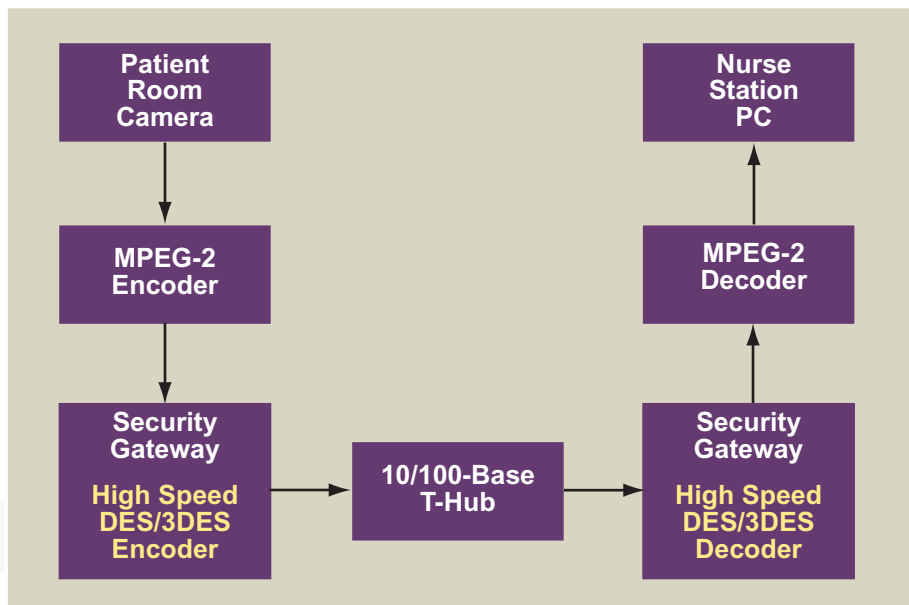 Patient
Room
Camera
MPEG-2
Encoder
Security
Gateway
High Speed
DES/3DES
Encoder
10/100-Base
T-Hub
Security
Gateway
High Speed
DES/3DES
Decoder
MPEG-2
Decoder
Nurse
Station
PC